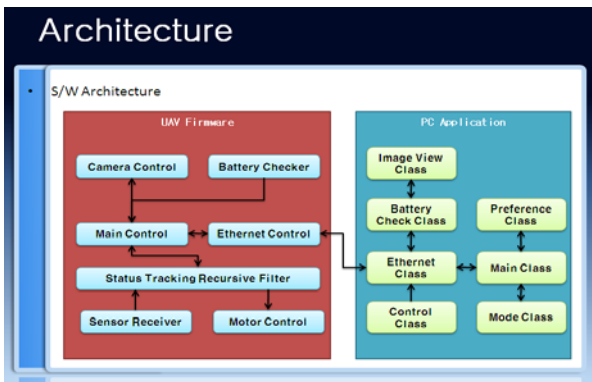 Architecture
• S/W Architecture
UAV Firmware
Camera Control
Battery Checker
Main Control
Ethernet Control
Status Tracking Recursive Filter
Sensor Receiver
Motor Control
PC Application
Image View
Class
Battery
Check Class
Preference
Class
Ethernet
Class
Main Class
Control
Class
Mode Class